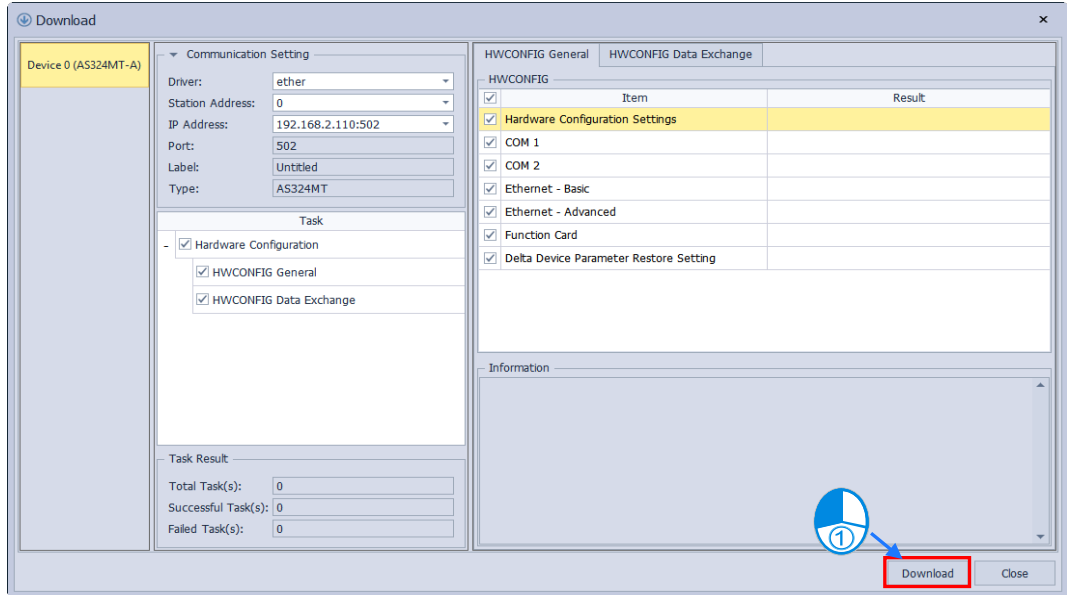 Download
Device 0 (AS324MT-A)
Communication Setting
Driver: ether
Station Address: 0
IP Address: 192.168.2.110:502
Port: 502
Label: Untitled
Type: AS324MT
Task
Hardware Configuration
HWCONFIG General
HWCONFIG Data Exchange
Task Result
Total Task(s): 0
Successful Task(s): 0
Failed Task(s): 0
HWCONFIG General HWCONFIG Data Exchange
HWCONFIG
Item Result
Hardware Configuration Settings
COM 1
COM 2
Ethernet - Basic
Ethernet - Advanced
Function Card
Delta Device Parameter Restore Setting
Information
1
Download Close